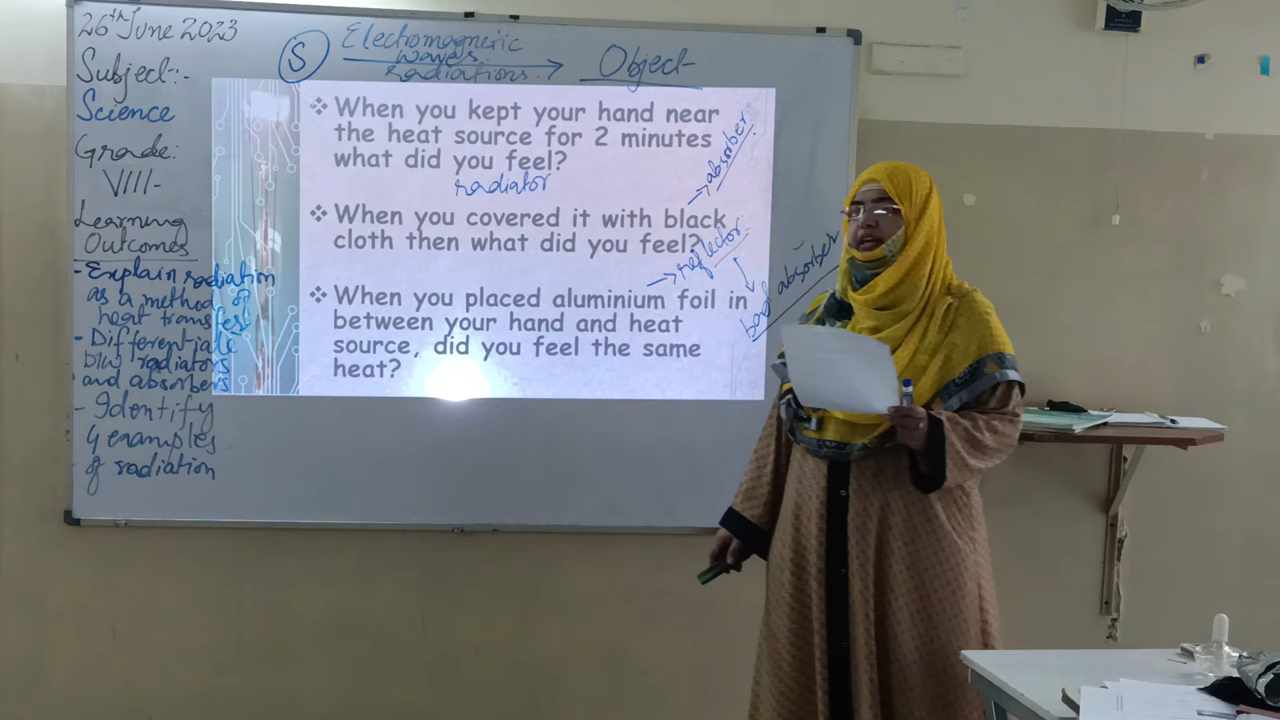 26th June 2023
Subject:-
Science
Grade:
VIII-
Learning
Outcomes
- Explain radiation
as a method of
heat transfer
- Differentiate
b/w radiators
and absorbers
- Identify
4 examples
of radiation
S
Electromagneric
waves.
radiations.
Object
❖ When you kept your hand near
the heat source for 2 minutes
what did you feel?
radiator
→ absorber
❖ When you covered it with black
cloth then what did you feel?
→ reflector
bad absorber
❖ When you placed aluminium foil in
between your hand and heat
source, did you feel the same
heat?